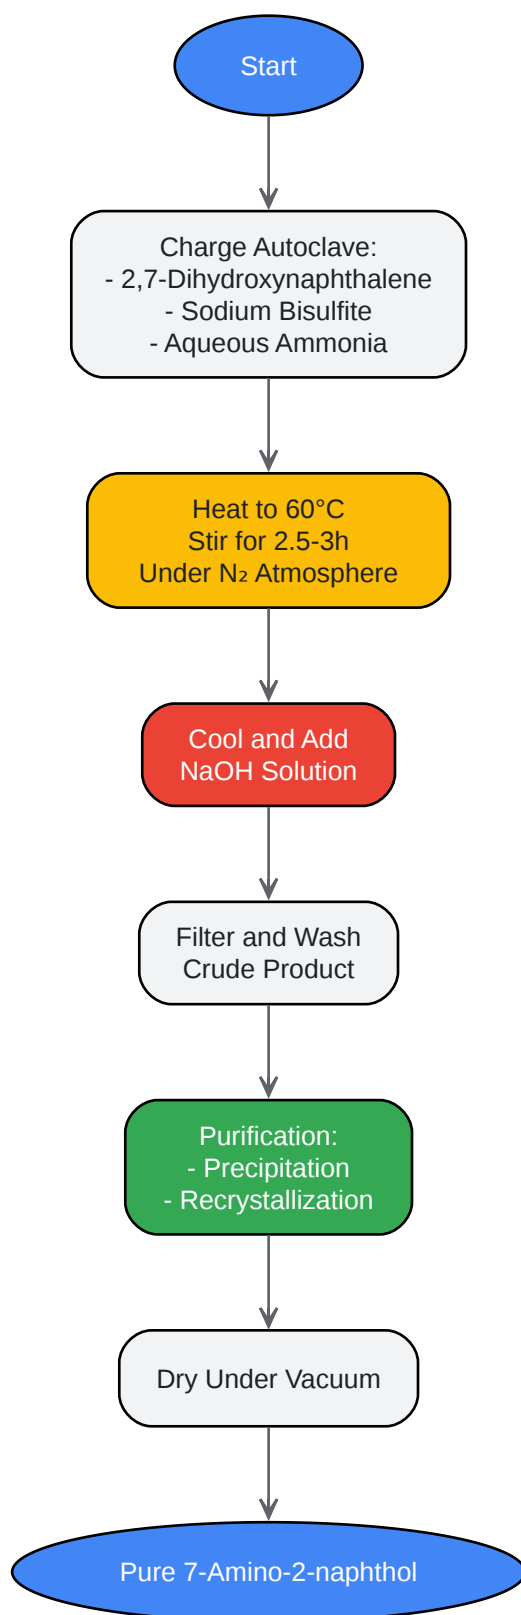 Start
Charge Autoclave:
- 2,7-Dihydroxynaphthalene
- Sodium Bisulfite
- Aqueous Ammonia
Heat to 60°C
Stir for 2.5-3h
Under N₂ Atmosphere
Cool and Add
NaOH Solution
Filter and Wash
Crude Product
Purification:
- Precipitation
- Recrystallization
Dry Under Vacuum
Pure 7-Amino-2-naphthol